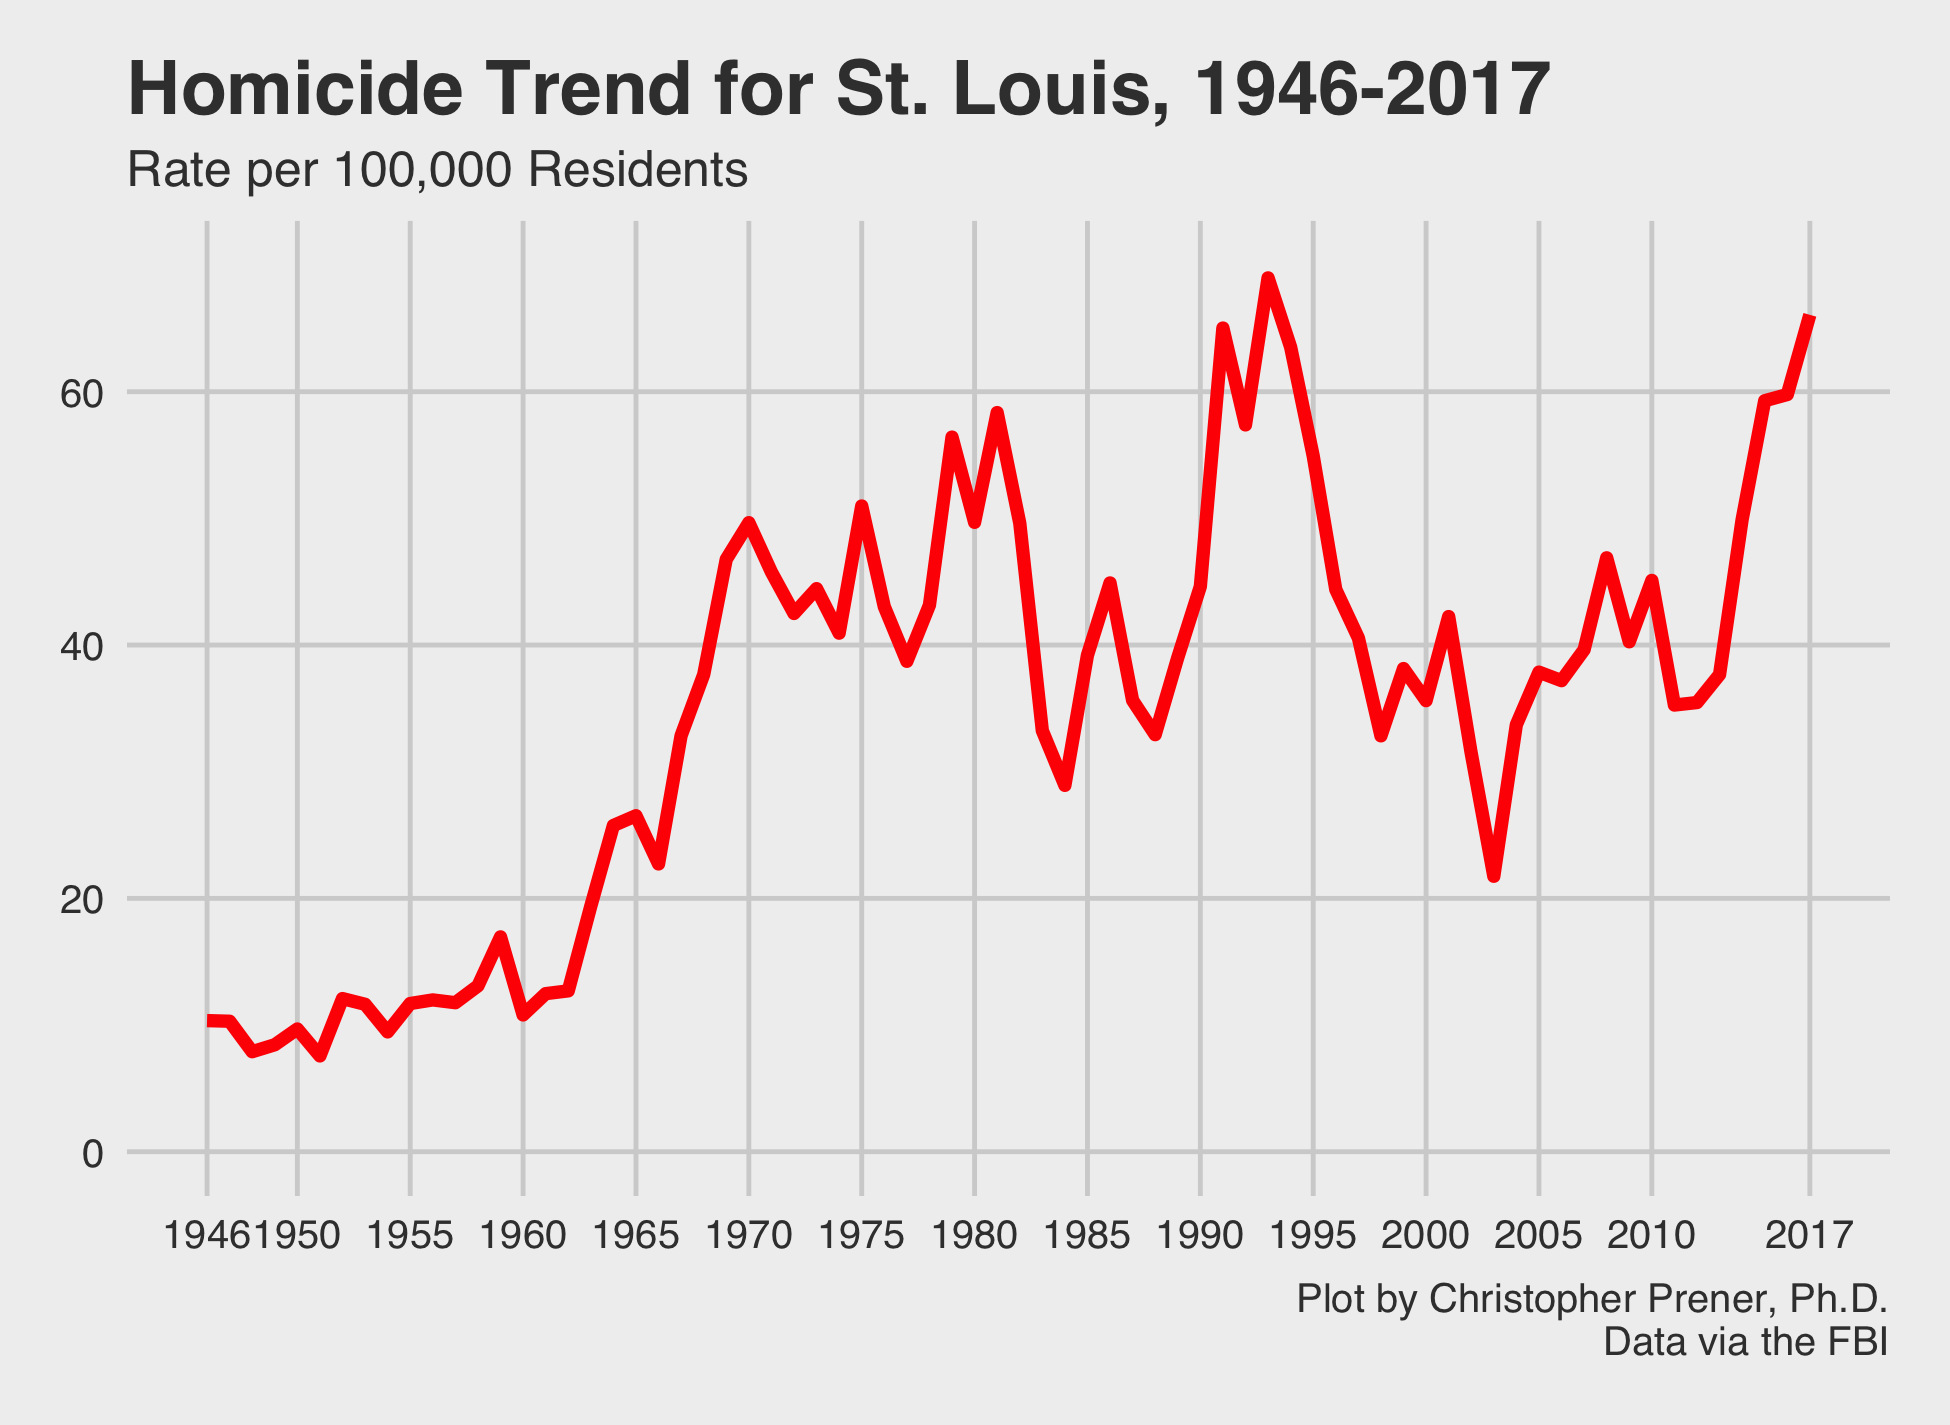 Homicide Trend for St. Louis, 1946-2017
Rate per 100,000 Residents
60
40
20
0
1946 1950 1955 1960 1965 1970 1975 1980 1985 1990 1995 2000 2005 2010 2017
Plot by Christopher Prener, Ph.D.
Data via the FBI